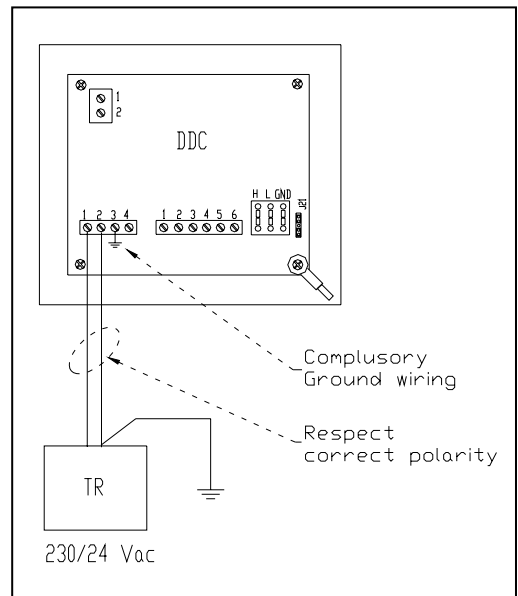 1
2
DDC
H L GND
J21
1 2 3 4
1 2 3 4 5 6
Complusory
Ground wiring
Respect
correct polarity
TR
230/24 Vac